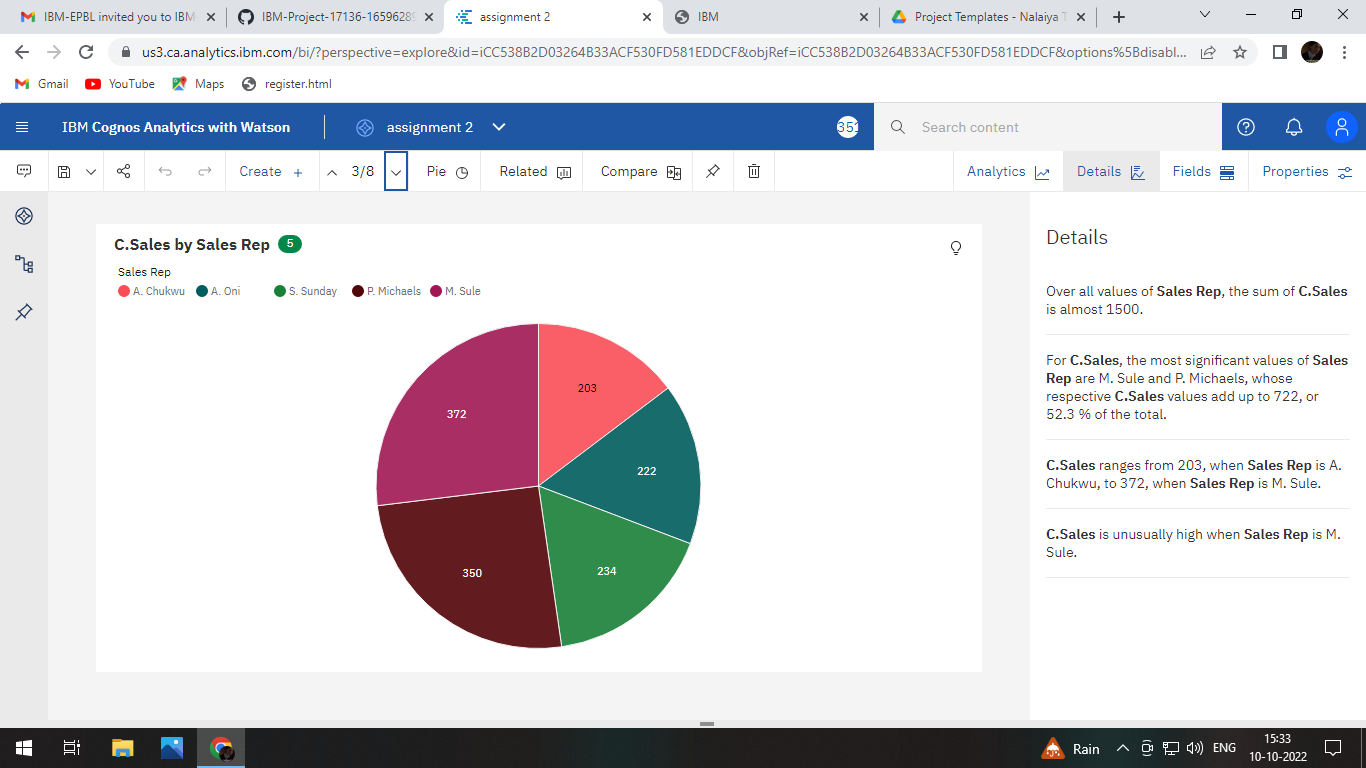 IBM-EPBL invited you to IBM
IBM-Project-17136-16596289
assignment 2
IBM
Project Templates - Nalaiya T
us3.ca.analytics.ibm.com/bi/?perspective=explore&id=iCC538B2D03264B33ACF530FD581EDDCF&objRef=iCC538B2D03264B33ACF530FD581EDDCF&options%5Bdisabl...
Gmail
YouTube
Maps
register.html
IBM Cognos Analytics with Watson
assignment 2
351
Search content
Create
3/8
Pie
Related
Compare
Analytics
Details
Fields
Properties
C.Sales by Sales Rep 5
Sales Rep
A. Chukwu
A. Oni
S. Sunday
P. Michaels
M. Sule
203
372
222
234
350
Details
Over all values of Sales Rep, the sum of C.Sales
is almost 1500.
For C.Sales, the most significant values of Sales
Rep are M. Sule and P. Michaels, whose
respective C.Sales values add up to 722, or
52.3 % of the total.
C.Sales ranges from 203, when Sales Rep is A.
Chukwu, to 372, when Sales Rep is M. Sule.
C.Sales is unusually high when Sales Rep is M.
Sule.
Rain
ENG
15:33
10-10-2022